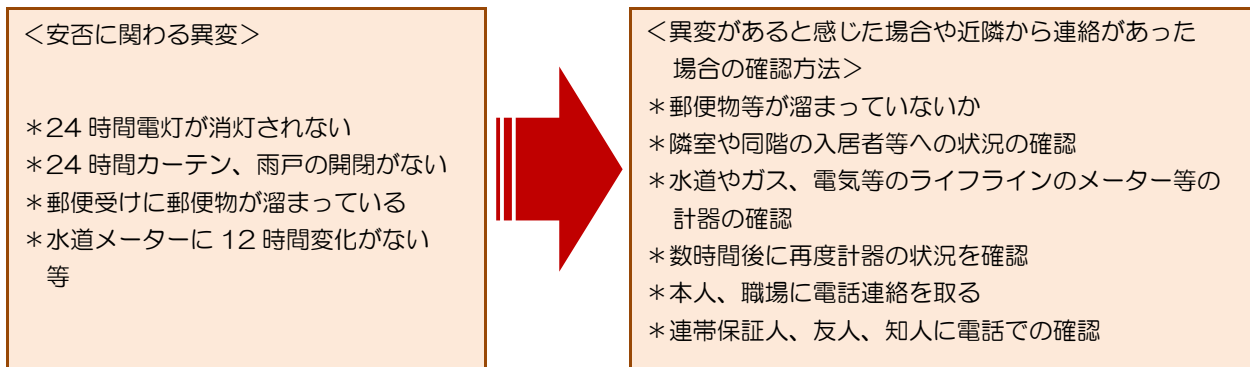 ＜安否に関わる異変＞
＊24 時間電灯が消灯されない
＊24 時間カーテン、雨戸の開閉がない
＊郵便受けに郵便物が溜まっている
＊水道メーターに 12 時間変化がない
等
＜異変があると感じた場合や近隣から連絡があった
場合の確認方法＞
＊郵便物等が溜まっていないか
＊隣室や同階の入居者等への状況の確認
＊水道やガス、電気等のライフラインのメーター等の
計器の確認
＊数時間後に再度計器の状況を確認
＊本人、職場に電話連絡を取る
＊連帯保証人、友人、知人に電話での確認